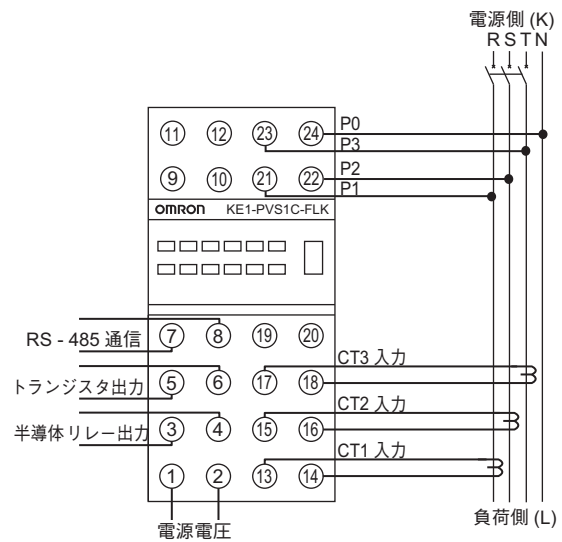 電源側 (K)
R S T N
⑪ ⑫ ㉓ ㉔ P0
P3
⑨ ⑩ ㉑ ㉒ P2
P1
OMRON KE1-PVS1C-FLK
RS - 485 通信 ⑦ ⑧ ⑲ ⑳
トランジスタ出力 ⑤ ⑥ ⑰ ⑱ CT3 入力
半導体リレー出力 ③ ④ ⑮ ⑯ CT2 入力
① ② ⑬ ⑭ CT1 入力
電源電圧
負荷側 (L)